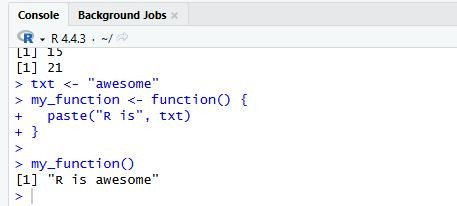 Console Background Jobs ×
R R 4.4.3 · ~/
[1] 15
[1] 21
> txt <- "awesome"
> my_function <- function() {
+   paste("R is", txt)
+ }
>
> my_function()
[1] "R is awesome"
>